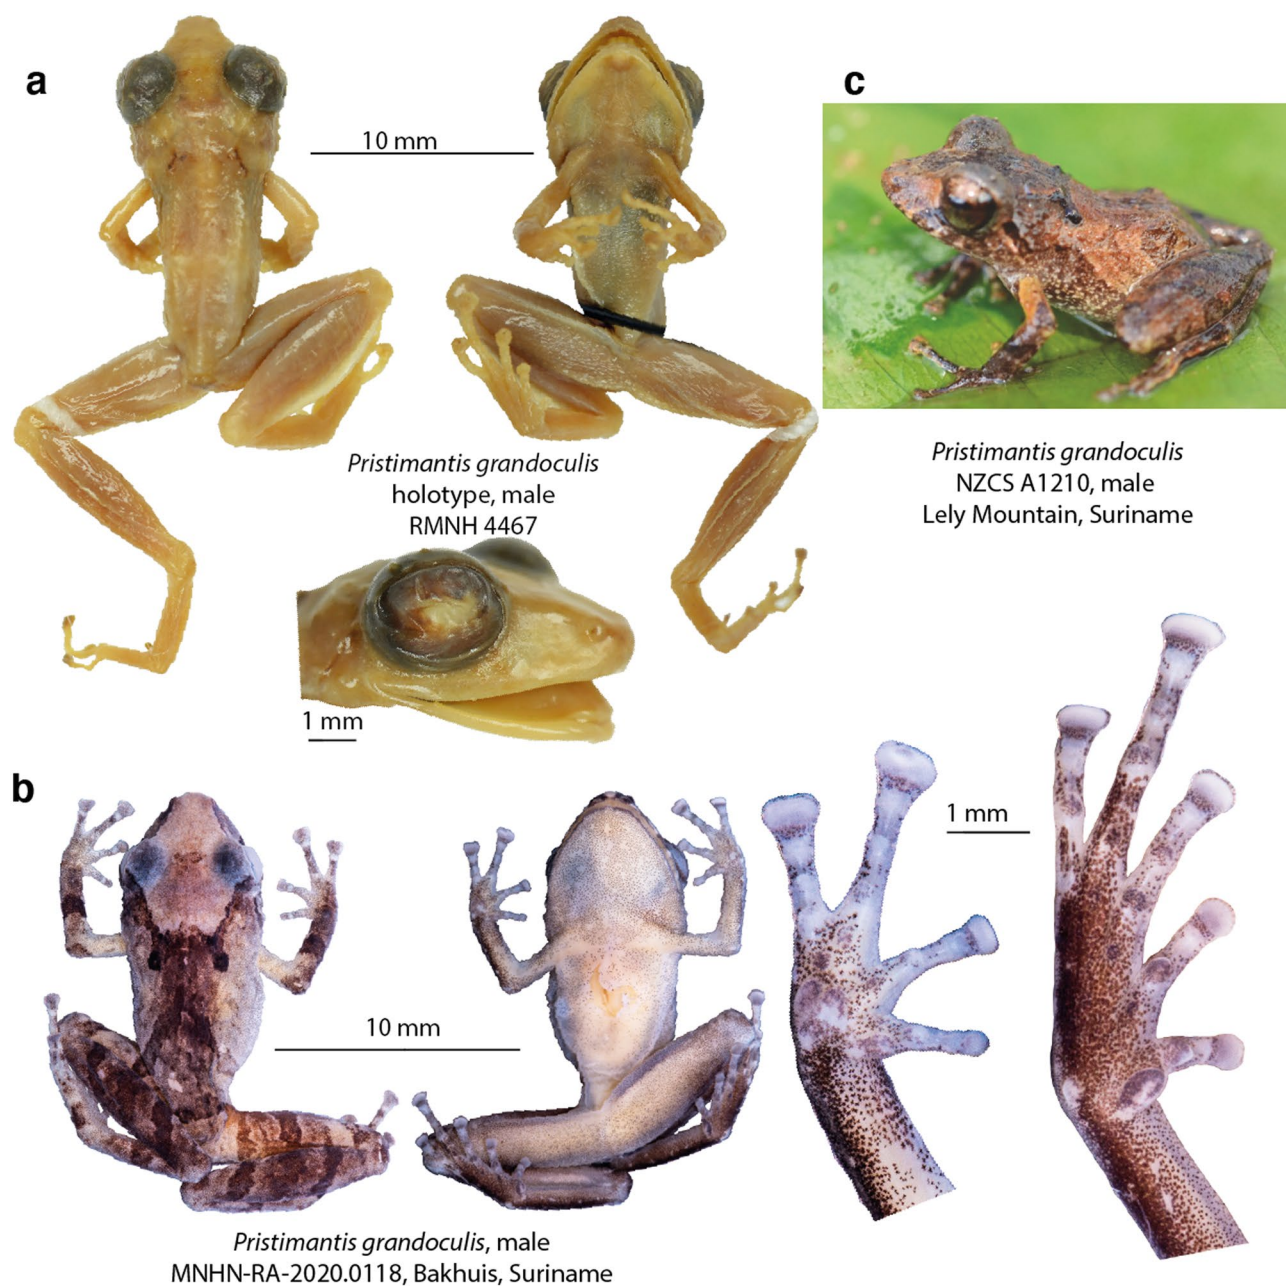 a
10 mm
c
Pristimantis grandoculis
holotype, male
RMNH 4467
Pristimantis grandoculis
NZCS A1210, male
Lely Mountain, Suriname
1 mm
b
10 mm
1 mm
Pristimantis grandoculis, male
MNHN-RA-2020.0118, Bakhuis, Suriname